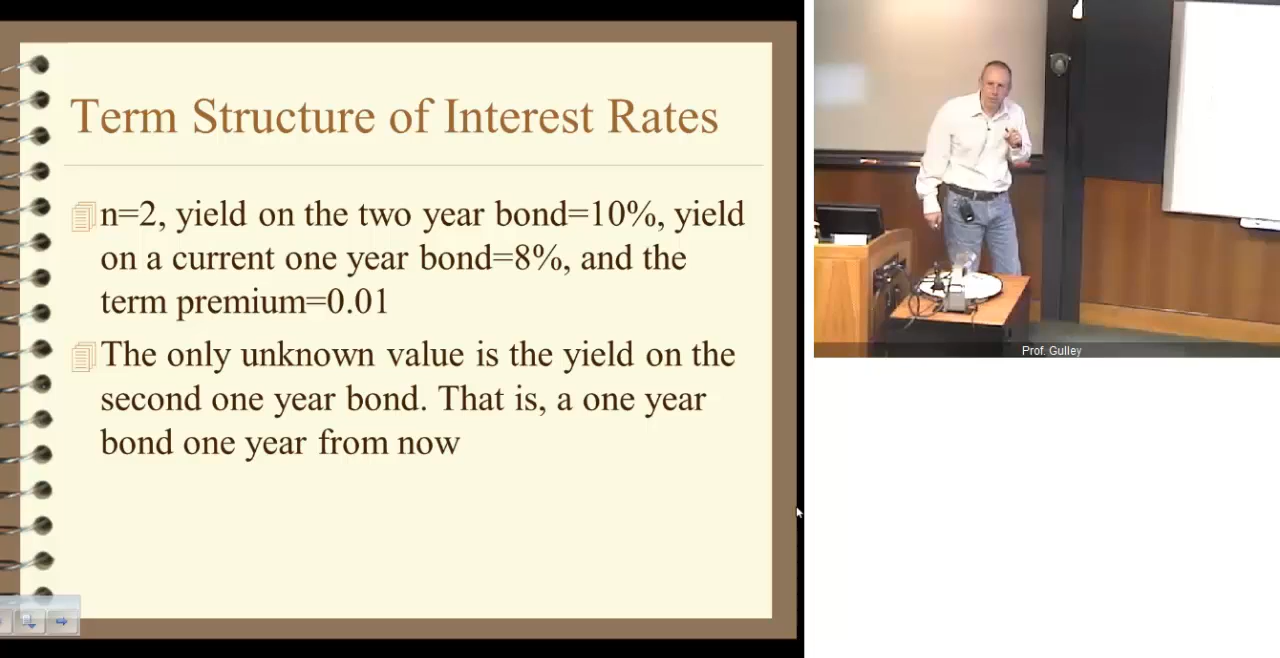 Term Structure of Interest Rates
n=2, yield on the two year bond=10%, yield
on a current one year bond=8%, and the
term premium=0.01
The only unknown value is the yield on the
second one year bond. That is, a one year
bond one year from now
Prof. Gulley